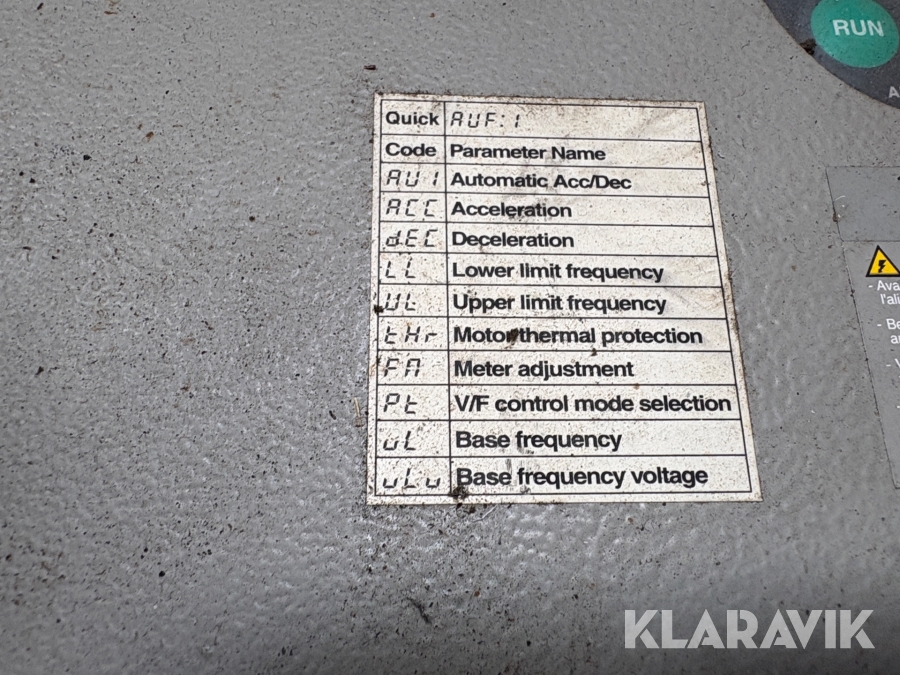 RUN
Quick AUF:1
Code Parameter Name
AU1 Automatic Acc/Dec
ACC Acceleration
dEC Deceleration
LL Lower limit frequency
UL Upper limit frequency
tHr Motor thermal protection
FM Meter adjustment
Pt V/F control mode selection
uL Base frequency
uLu Base frequency voltage
KLARAVIK